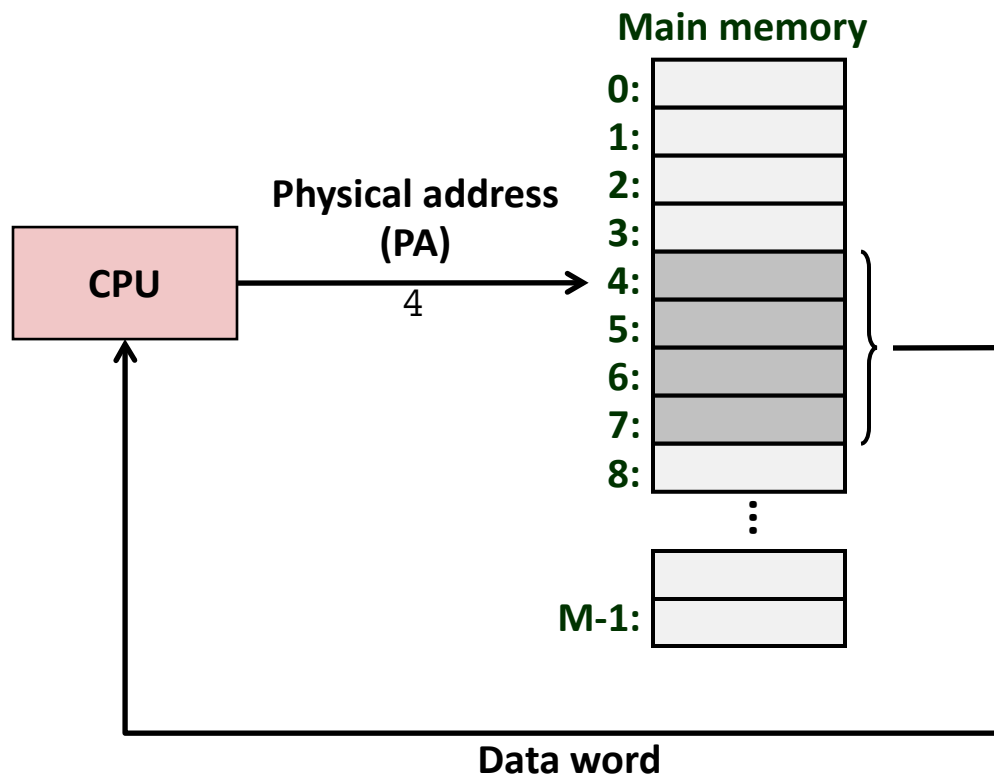 Main memory
0:
1:
Physical address
2:
(PA)
3:
CPU
4:
4
5:
6:
7:
8:
⋮
M-1:
Data word